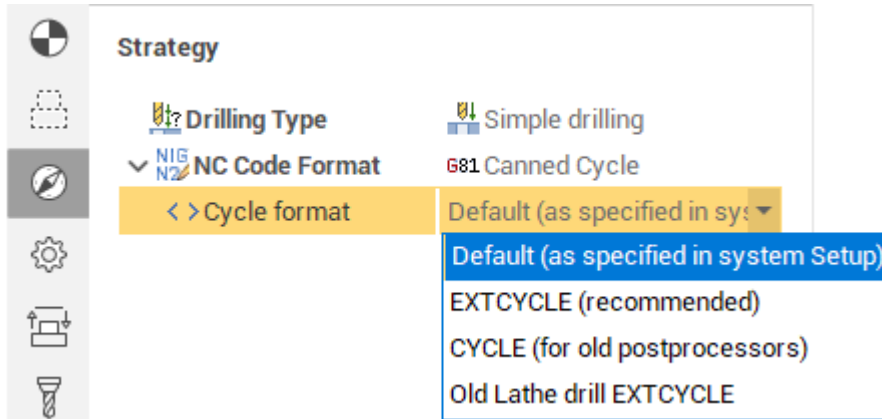 Strategy
Drilling Type Simple drilling
NC Code Format G81 Canned Cycle
< > Cycle format Default (as specified in sys
Default (as specified in system Setup)
EXTCYCLE (recommended)
CYCLE (for old postprocessors)
Old Lathe drill EXTCYCLE